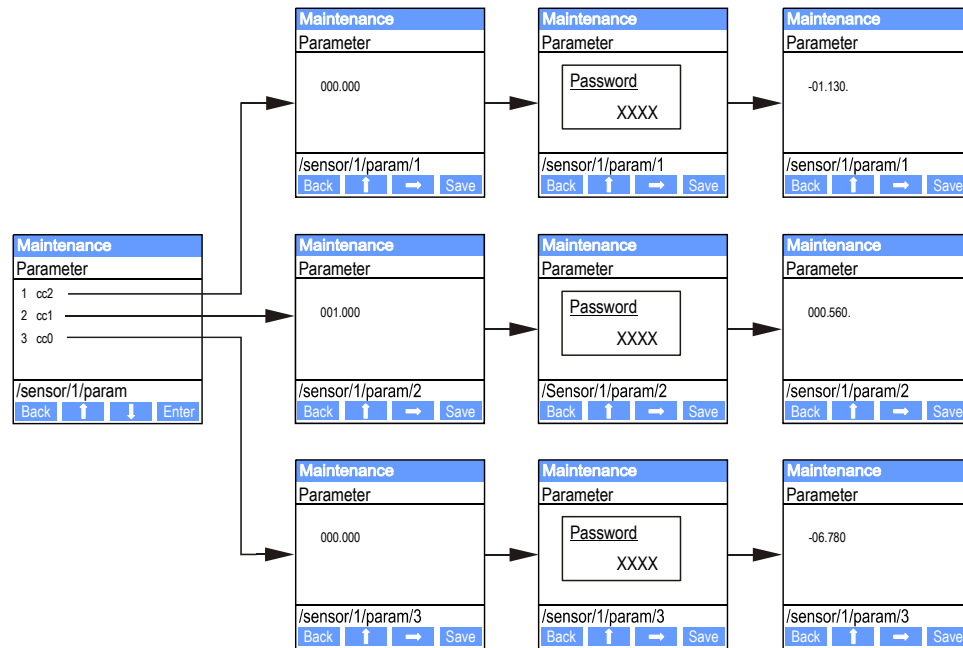 Maintenance
Parameter
000.000
/sensor/1/param/1
Back Save
Maintenance
Parameter
Password
XXXX
/sensor/1/param/1
Back Save
Maintenance
Parameter
-01.130.
/sensor/1/param/1
Back Save
Maintenance
Parameter
1 cc2
2 cc1
3 cc0
/sensor/1/param
Back Enter
Maintenance
Parameter
001.000
/sensor/1/param/2
Back Save
Maintenance
Parameter
Password
XXXX
/Sensor/1/param/2
Back Save
Maintenance
Parameter
000.560.
/sensor/1/param/2
Back Save
Maintenance
Parameter
000.000
/sensor/1/param/3
Back Save
Maintenance
Parameter
Password
XXXX
/sensor/1/param/3
Back Save
Maintenance
Parameter
-06.780
/sensor/1/param/3
Back Save